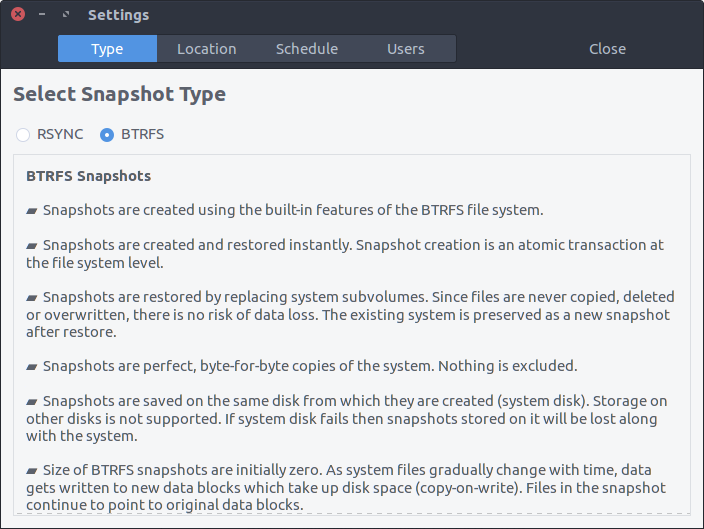 Settings
Type Location Schedule Users Close
Select Snapshot Type
RSYNC BTRFS
BTRFS Snapshots
▰ Snapshots are created using the built-in features of the BTRFS file system.
▰ Snapshots are created and restored instantly. Snapshot creation is an atomic transaction at
the file system level.
▰ Snapshots are restored by replacing system subvolumes. Since files are never copied, deleted
or overwritten, there is no risk of data loss. The existing system is preserved as a new snapshot
after restore.
▰ Snapshots are perfect, byte-for-byte copies of the system. Nothing is excluded.
▰ Snapshots are saved on the same disk from which they are created (system disk). Storage on
other disks is not supported. If system disk fails then snapshots stored on it will be lost along
with the system.
▰ Size of BTRFS snapshots are initially zero. As system files gradually change with time, data
gets written to new data blocks which take up disk space (copy-on-write). Files in the snapshot
continue to point to original data blocks.